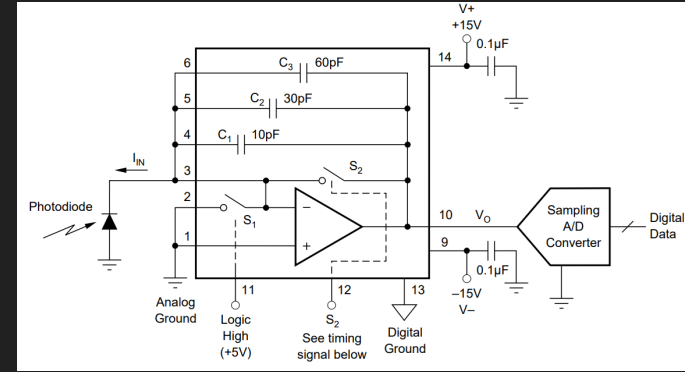 V+
+15V
0.1µF
14
6
C3 60pF
5
C2 30pF
4
C1 10pF
IIN
3
S2
2
S1
Photodiode
−
+
1
10
VO
Sampling
A/D
Converter
Digital
Data
9
0.1µF
−15V
V−
11
12
13
Analog
Ground
Logic
High
(+5V)
S2
See timing
signal below
Digital
Ground